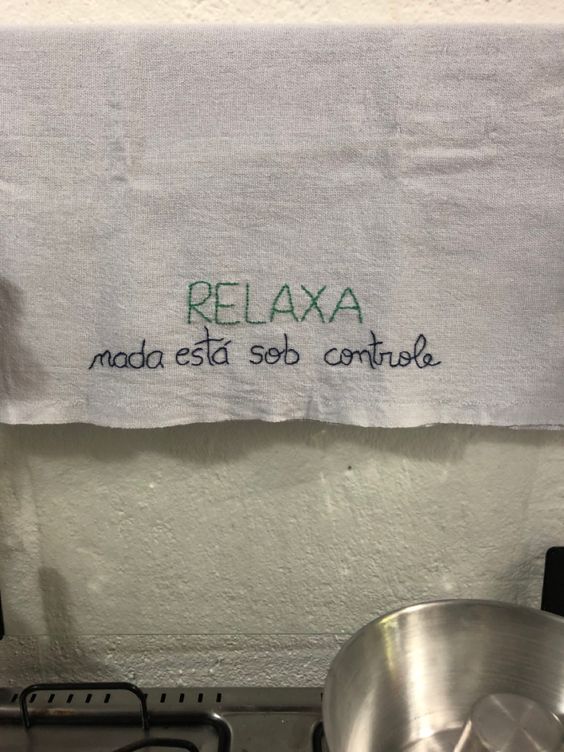 RELAXA
nada está sob controle